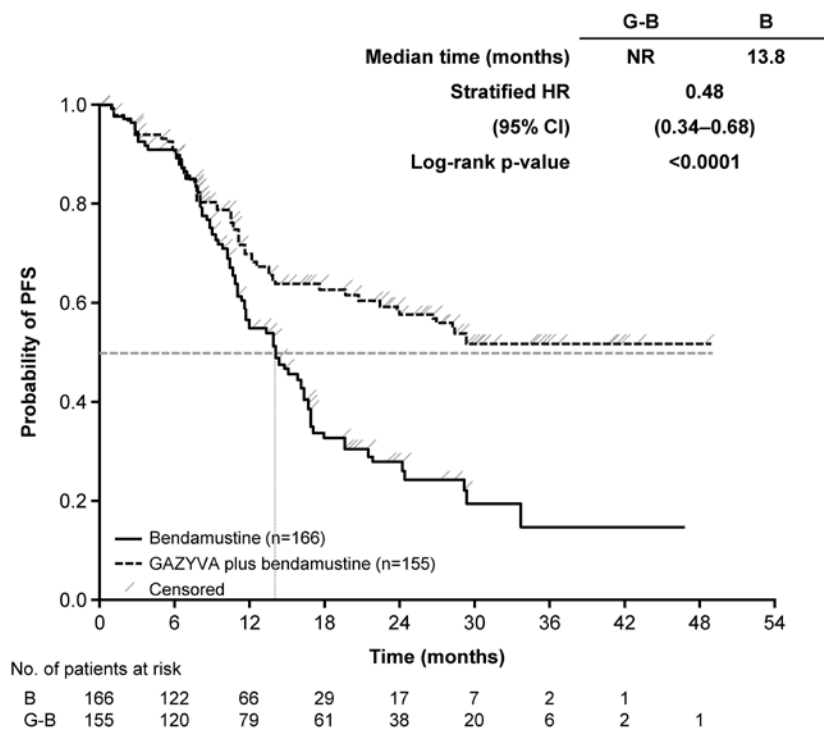 G-B B
Median time (months) NR 13.8
Stratified HR 0.48
(95% CI) (0.34–0.68)
Log-rank p-value <0.0001
Probability of PFS
1.0
0.8
0.6
0.4
0.2
0.0
Bendamustine (n=166)
GAZYVA plus bendamustine (n=155)
Censored
0 6 12 18 24 30 36 42 48 54
Time (months)
No. of patients at risk
B 166 122 66 29 17 7 2 1
G-B 155 120 79 61 38 20 6 2 1